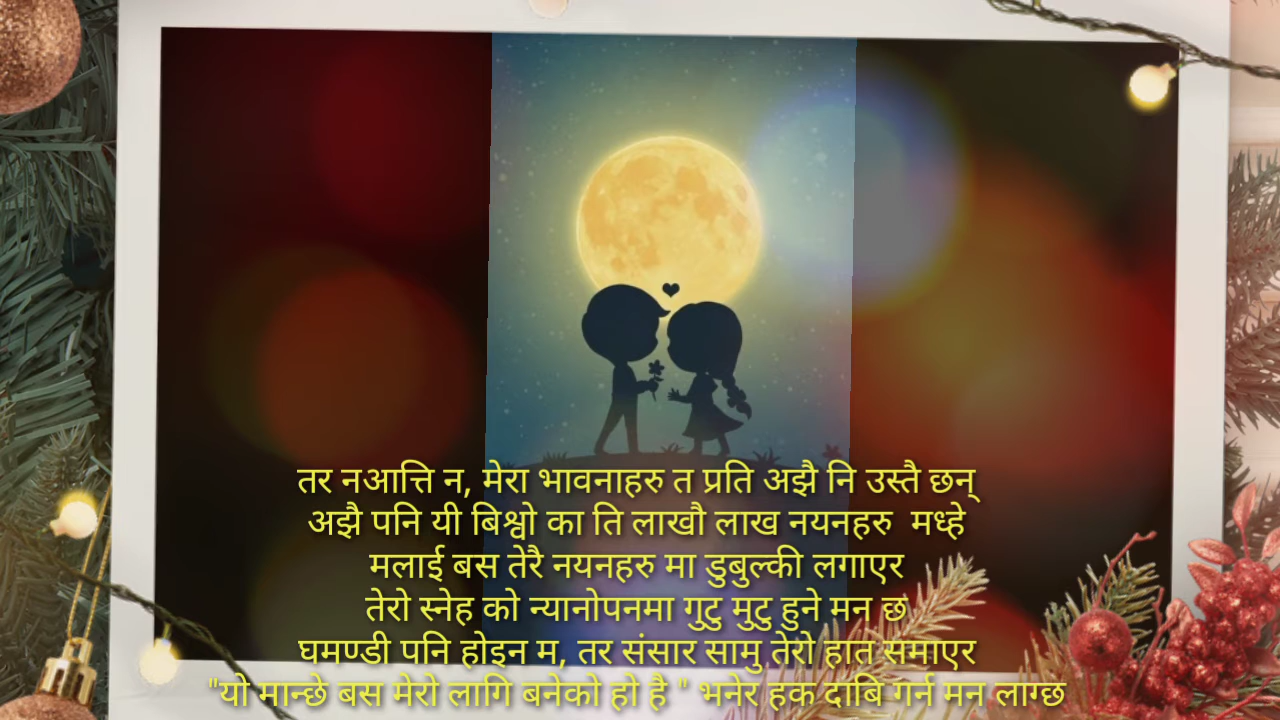 तर नआत्ति न, मेरा भावनाहरु त प्रति अझै नि उस्तै छन्
अझै पनि यी बिश्वो का ति लाखौ लाख नयनहरु मध्हे
मलाई बस तेरै नयनहरु मा डुबुल्की लगाएर
तेरो स्नेह को न्यानोपनमा गुटु मुटु हुने मन छ
घमण्डी पनि होइन म, तर संसार सामु तेरो हात समाएर
"यो मान्छे बस मेरो लागि बनेको हो है " भनेर हक दाबि गर्न मन लाग्छ